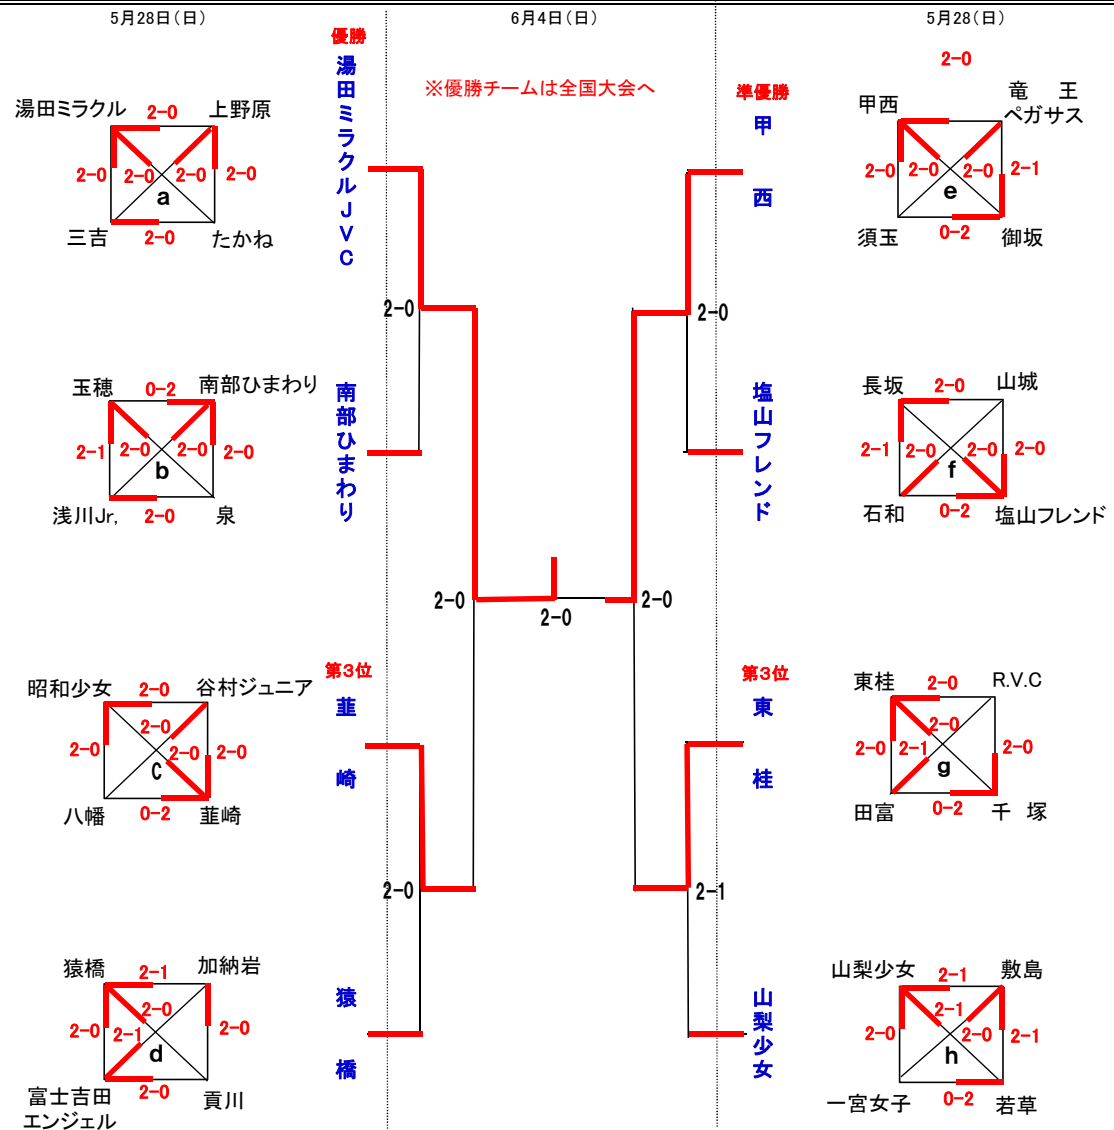 5月28日(日)
6月4日(日)
5月28(日)
優勝
湯田ミラクルJVC
※優勝チームは全国大会へ
準優勝
甲西
2-0
湯田ミラクル
2-0
上野原
2-0
2-0
2-0
2-0
a
三吉
2-0
たかね
甲西
竜 王
ペガサス
2-0
2-0
2-0
2-1
e
須玉
0-2
御坂
2-0
2-0
玉穂
0-2
南部ひまわり
2-1
2-0
2-0
2-0
b
浅川Jr,
2-0
泉
南部ひまわり
塩山フレンド
長坂
2-0
山城
2-1
2-0
2-0
2-0
f
石和
0-2
塩山フレンド
2-0
2-0
2-0
第3位
韮崎
第3位
東桂
昭和少女
2-0
谷村ジュニア
2-0
2-0
2-0
2-0
c
八幡
0-2
韮崎
東桂
2-0
R.V.C
2-0
2-0
2-1
2-0
g
田富
0-2
千 塚
2-0
2-1
猿橋
2-1
加納岩
2-0
2-0
2-1
2-0
d
富士吉田
エンジェル
2-0
貢川
猿橋
山梨少女
山梨少女
2-1
敷島
2-0
2-1
2-0
2-1
h
一宮女子
0-2
若草